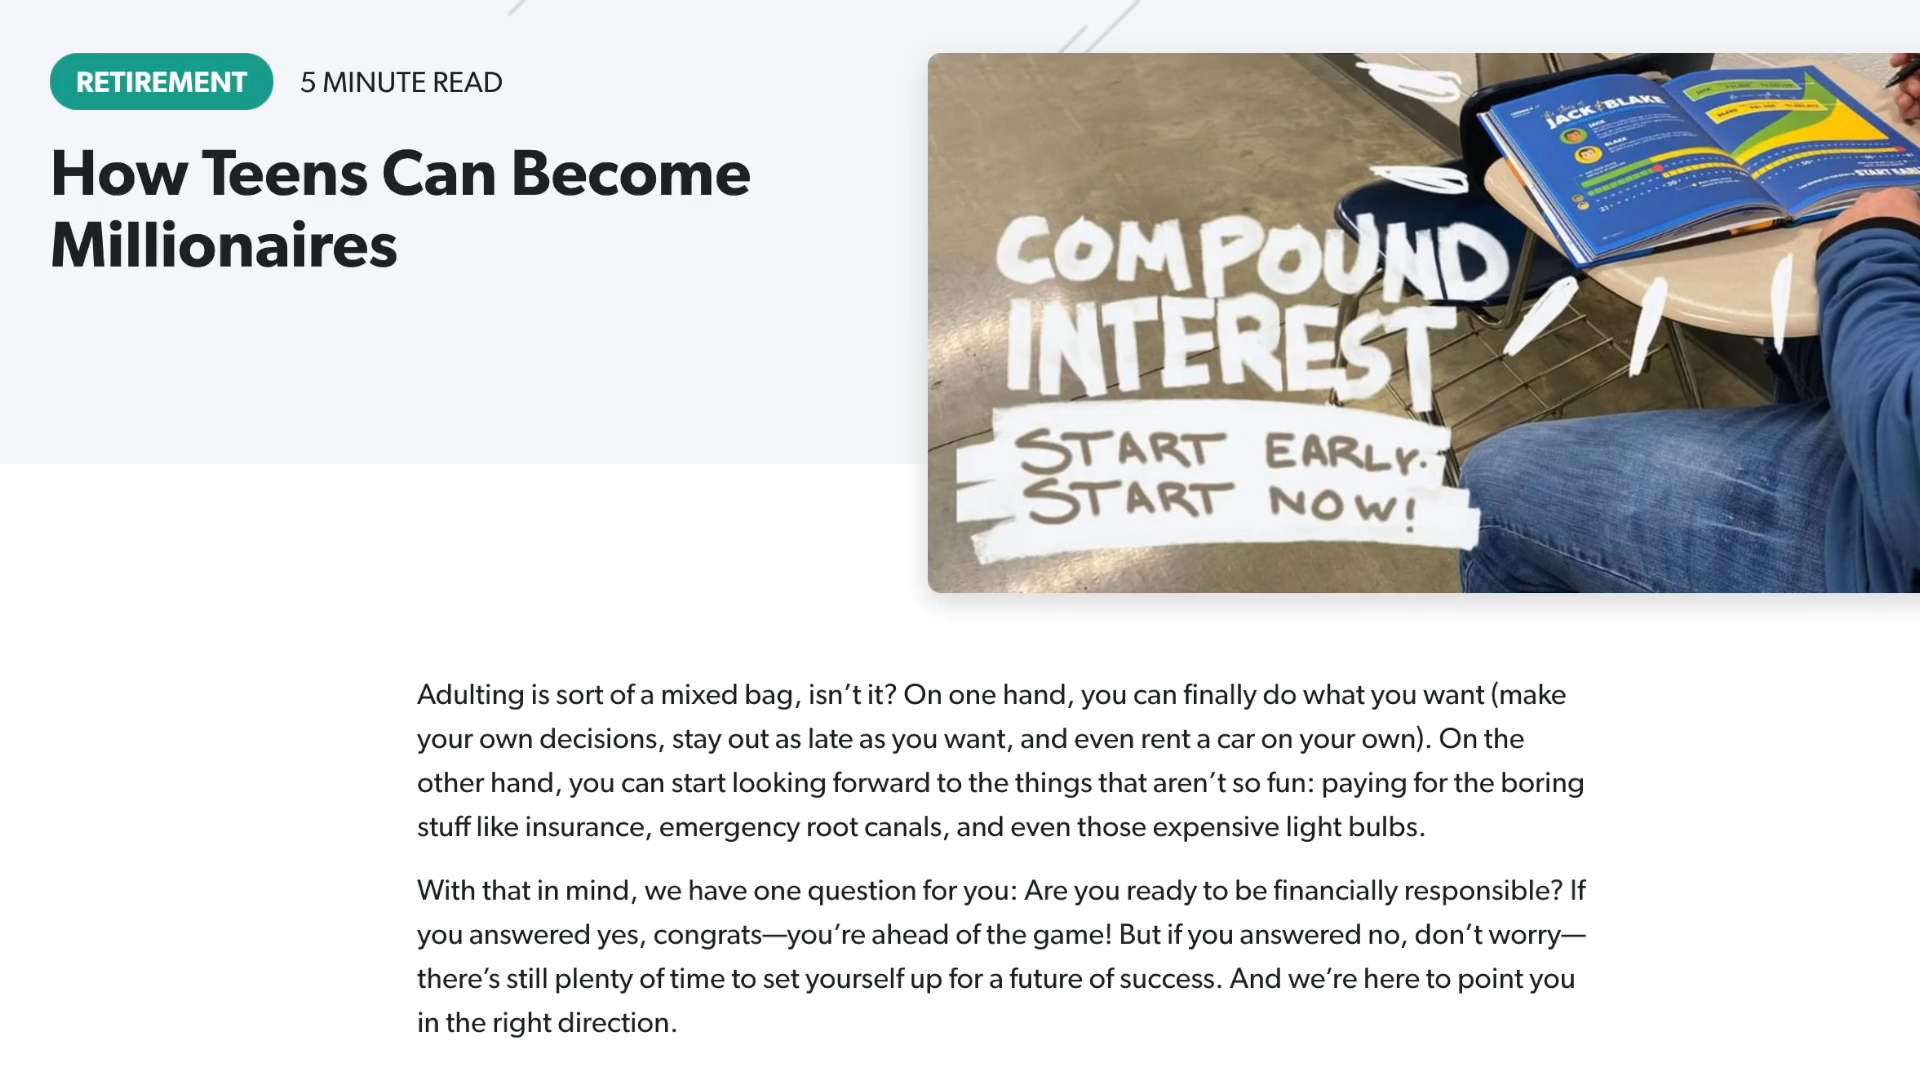 RETIREMENT 5 MINUTE READ
How Teens Can Become
Millionaires
JACK & BLAKE
JACK
BLAKE
START EARL
COMPOUND
INTEREST
START EARLY.
START NOW!
Adulting is sort of a mixed bag, isn’t it? On one hand, you can finally do what you want (make
your own decisions, stay out as late as you want, and even rent a car on your own). On the
other hand, you can start looking forward to the things that aren’t so fun: paying for the boring
stuff like insurance, emergency root canals, and even those expensive light bulbs.
With that in mind, we have one question for you: Are you ready to be financially responsible? If
you answered yes, congrats—you’re ahead of the game! But if you answered no, don’t worry—
there’s still plenty of time to set yourself up for a future of success. And we’re here to point you
in the right direction.